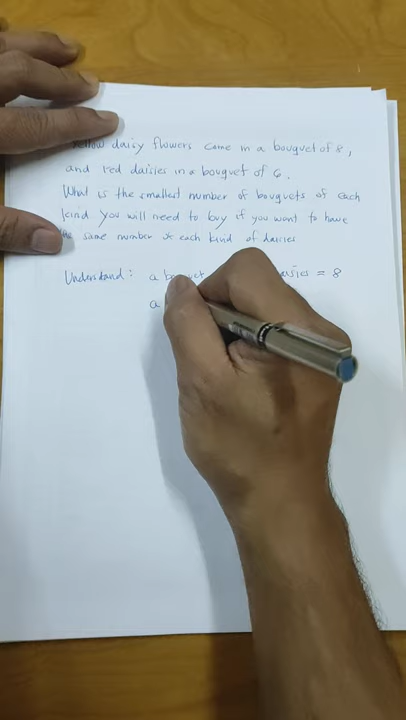 Yellow daisy flowers come in a bouquet of 8,
and red daisies in a bouquet of 6.
What is the smallest number of bouquets of each
kind you will need to buy if you want to have
the same number of each kind of daisies
Understand: a = 8
a